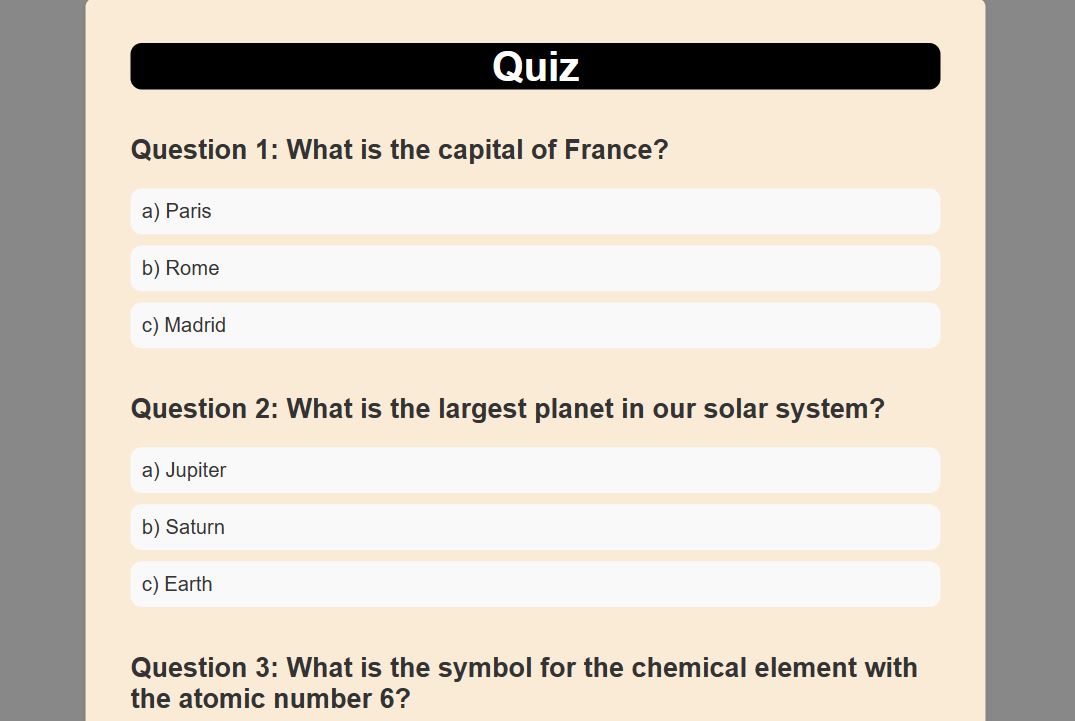 Quiz
Question 1: What is the capital of France?
a) Paris
b) Rome
c) Madrid
Question 2: What is the largest planet in our solar system?
a) Jupiter
b) Saturn
c) Earth
Question 3: What is the symbol for the chemical element with
the atomic number 6?